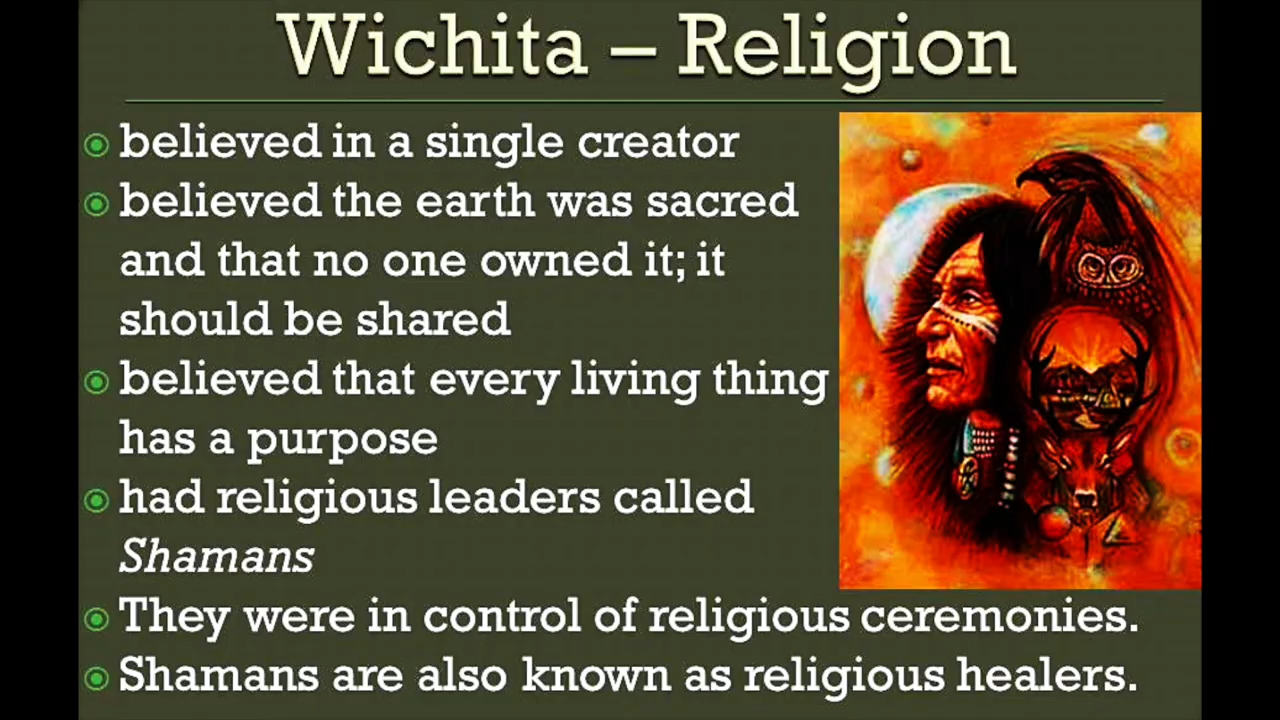 Wichita – Religion
believed in a single creator
believed the earth was sacred
and that no one owned it; it
should be shared
believed that every living thing
has a purpose
had religious leaders called
Shamans
They were in control of religious ceremonies.
Shamans are also known as religious healers.